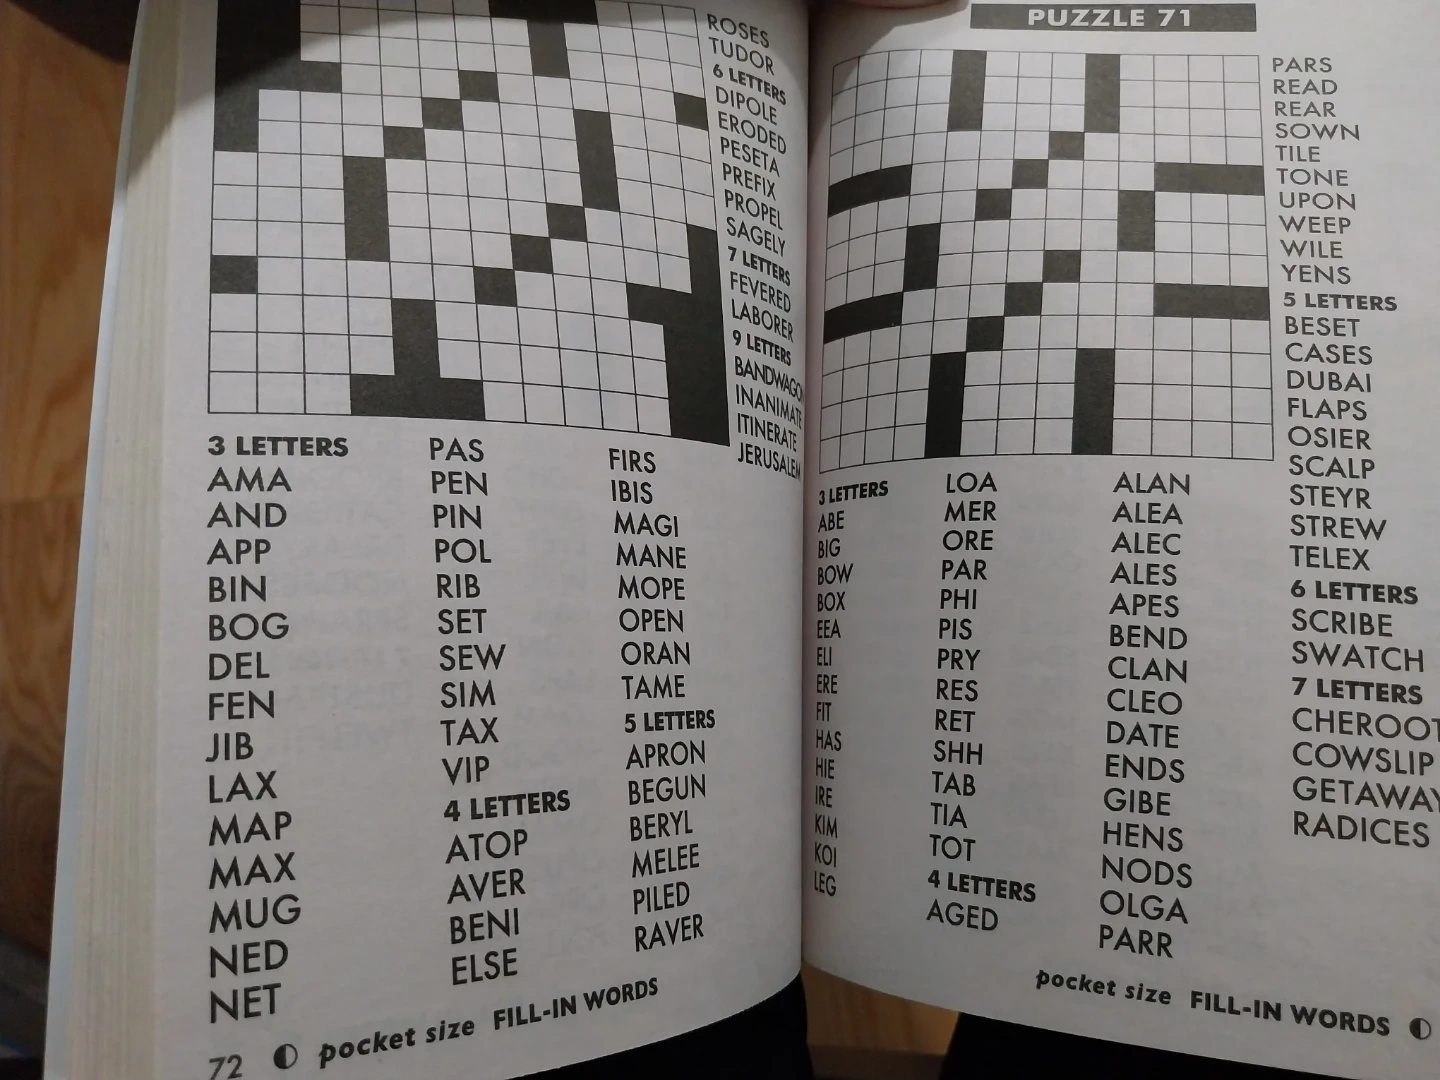 ROSES
TUDOR
6 LETTERS
DIPOLE
ERODED
PESETA
PREFIX
PROPEL
SAGELY
7 LETTERS
FEVERED
LABORER
9 LETTERS
BANDWAGON
INANIMATE
ITINERATE
JERUSALEM
3 LETTERS
AMA
AND
APP
BIN
BOG
DEL
FEN
JIB
LAX
MAP
MAX
MUG
NED
NET
PAS
PEN
PIN
POL
RIB
SET
SEW
SIM
TAX
VIP
4 LETTERS
ATOP
AVER
BENI
ELSE
FIRS
IBIS
MAGI
MANE
MOPE
OPEN
ORAN
TAME
5 LETTERS
APRON
BEGUN
BERYL
MELEE
PILED
RAVER
72 pocket size FILL-IN WORDS
PUZZLE 71
3 LETTERS
ABE
BIG
BOW
BOX
EEA
ELI
ERE
FIT
HAS
HIE
IRE
KIM
KOI
LEG
LOA
MER
ORE
PAR
PHI
PIS
PRY
RES
RET
SHH
TAB
TIA
TOT
4 LETTERS
AGED
ALAN
ALEA
ALEC
ALES
APES
BEND
CLAN
CLEO
DATE
ENDS
GIBE
HENS
NODS
OLGA
PARR
PARS
READ
REAR
SOWN
TILE
TONE
UPON
WEEP
WILE
YENS
5 LETTERS
BESET
CASES
DUBAI
FLAPS
OSIER
SCALP
STEYR
STREW
TELEX
6 LETTERS
SCRIBE
SWATCH
7 LETTERS
CHEROOT
COWSLIP
GETAWAY
RADICES
pocket size FILL-IN WORDS